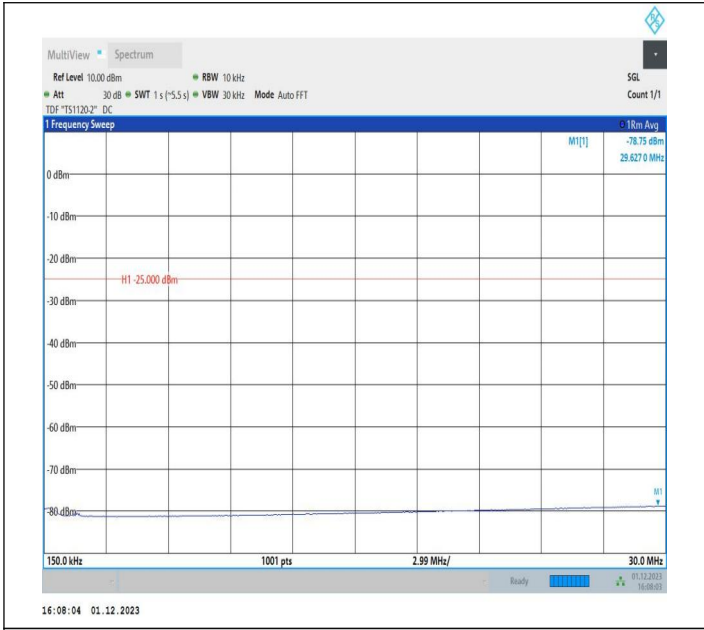 MultiView Spectrum
Ref Level 10.00 dBm RBW 10 kHz SGL
Att 30 dB SWT 1 s (~5.5 s) VBW 30 kHz Mode Auto FFT Count 1/1
TDF "TS1120-2" DC
1 Frequency Sweep 1Rm Avg
M1[1] -78.75 dBm
29.627 0 MHz
0 dBm
-10 dBm
-20 dBm
H1 -25.000 dBm
-30 dBm
-40 dBm
-50 dBm
-60 dBm
-70 dBm
M1
-80 dBm
150.0 kHz 1001 pts 2.99 MHz/ 30.0 MHz
Ready 01.12.2023
16:08:03
16:08:04 01.12.2023